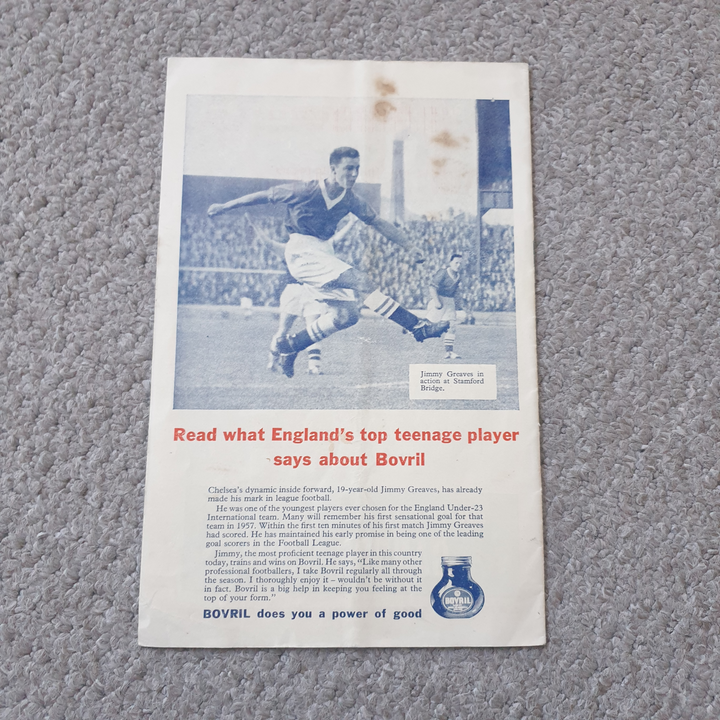 Jimmy Greaves in
action at Stamford
Bridge.
Read what England's top teenage player
says about Bovril
Chelsea's dynamic inside forward, 19-year-old Jimmy Greaves, has already
made his mark in league football.
He was one of the youngest players ever chosen for the England Under-23
International team. Many will remember his first sensational goal for that
team in 1957. Within the first ten minutes of his first match Jimmy Greaves
had scored. He has maintained his early promise in being one of the leading
goal scorers in the Football League.
Jimmy, the most proficient teenage player in this country
today, trains and wins on Bovril. He says, "Like many other
professional footballers, I take Bovril regularly all through
the season. I thoroughly enjoy it – wouldn't be without it
in fact. Bovril is a big help in keeping you feeling at the
top of your form."
BOVRIL
BOVRIL does you a power of good